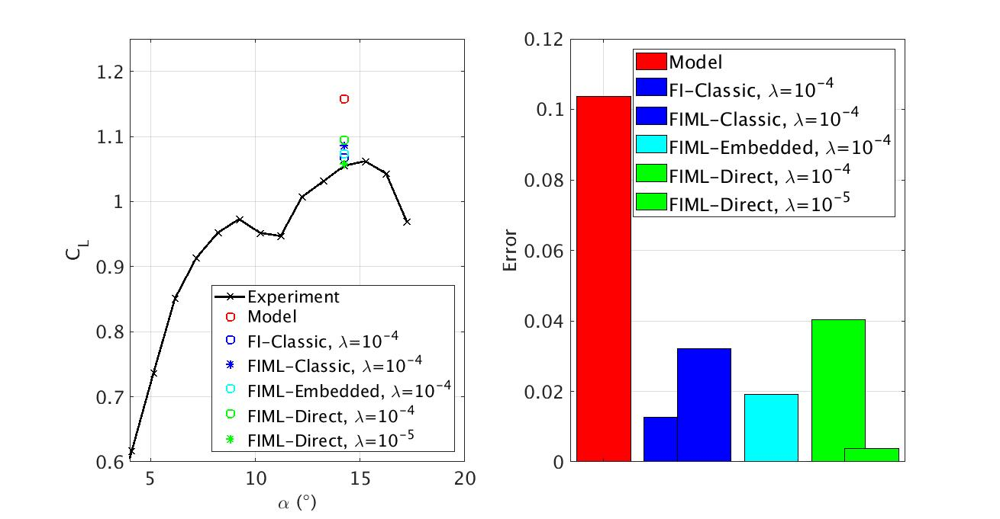 1.2
1.1
1
0.9
0.8
0.7
0.6
C_L
5
10
15
20
α (°)
Experiment
Model
FI-Classic, λ=10^-4
FIML-Classic, λ=10^-4
FIML-Embedded, λ=10^-4
FIML-Direct, λ=10^-4
FIML-Direct, λ=10^-5
0.12
0.1
0.08
0.06
0.04
0.02
0
Error
Model
FI-Classic, λ=10^-4
FIML-Classic, λ=10^-4
FIML-Embedded, λ=10^-4
FIML-Direct, λ=10^-4
FIML-Direct, λ=10^-5